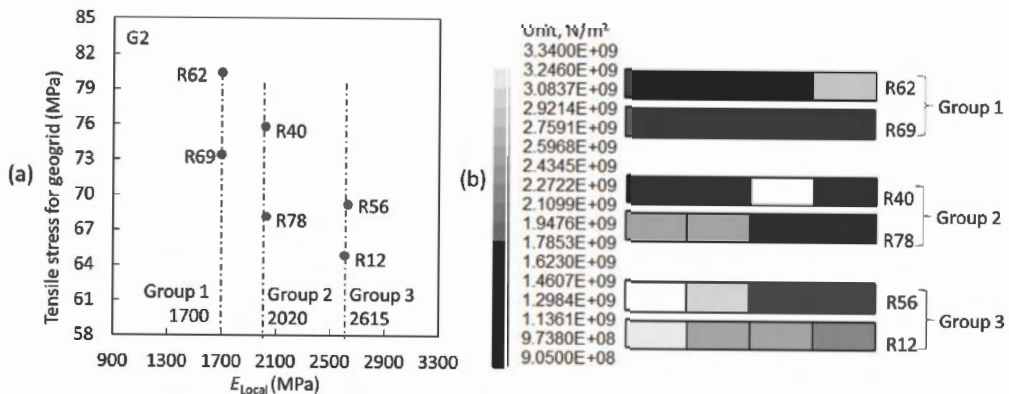 (a)
Tensile stress for geogrid (MPa)
85
82
79
76
73
70
67
64
61
58
G2
R62
R69
R40
R78
R56
R12
Group 1
1700
Group 2
2020
Group 3
2615
900
1500
2100
2700
3300
E_Local (MPa)
(b)
Unit, N/m²
3.3400E+09
3.2460E+09
3.0837E+09
2.9214E+09
2.7591E+09
2.5968E+09
2.4345E+09
2.2722E+09
2.1099E+09
1.9476E+09
1.7853E+09
1.6230E+09
1.4607E+09
1.2984E+09
1.1361E+09
9.7380E+08
9.0500E+08
R62
R69
Group 1
R40
R78
Group 2
R56
R12
Group 3